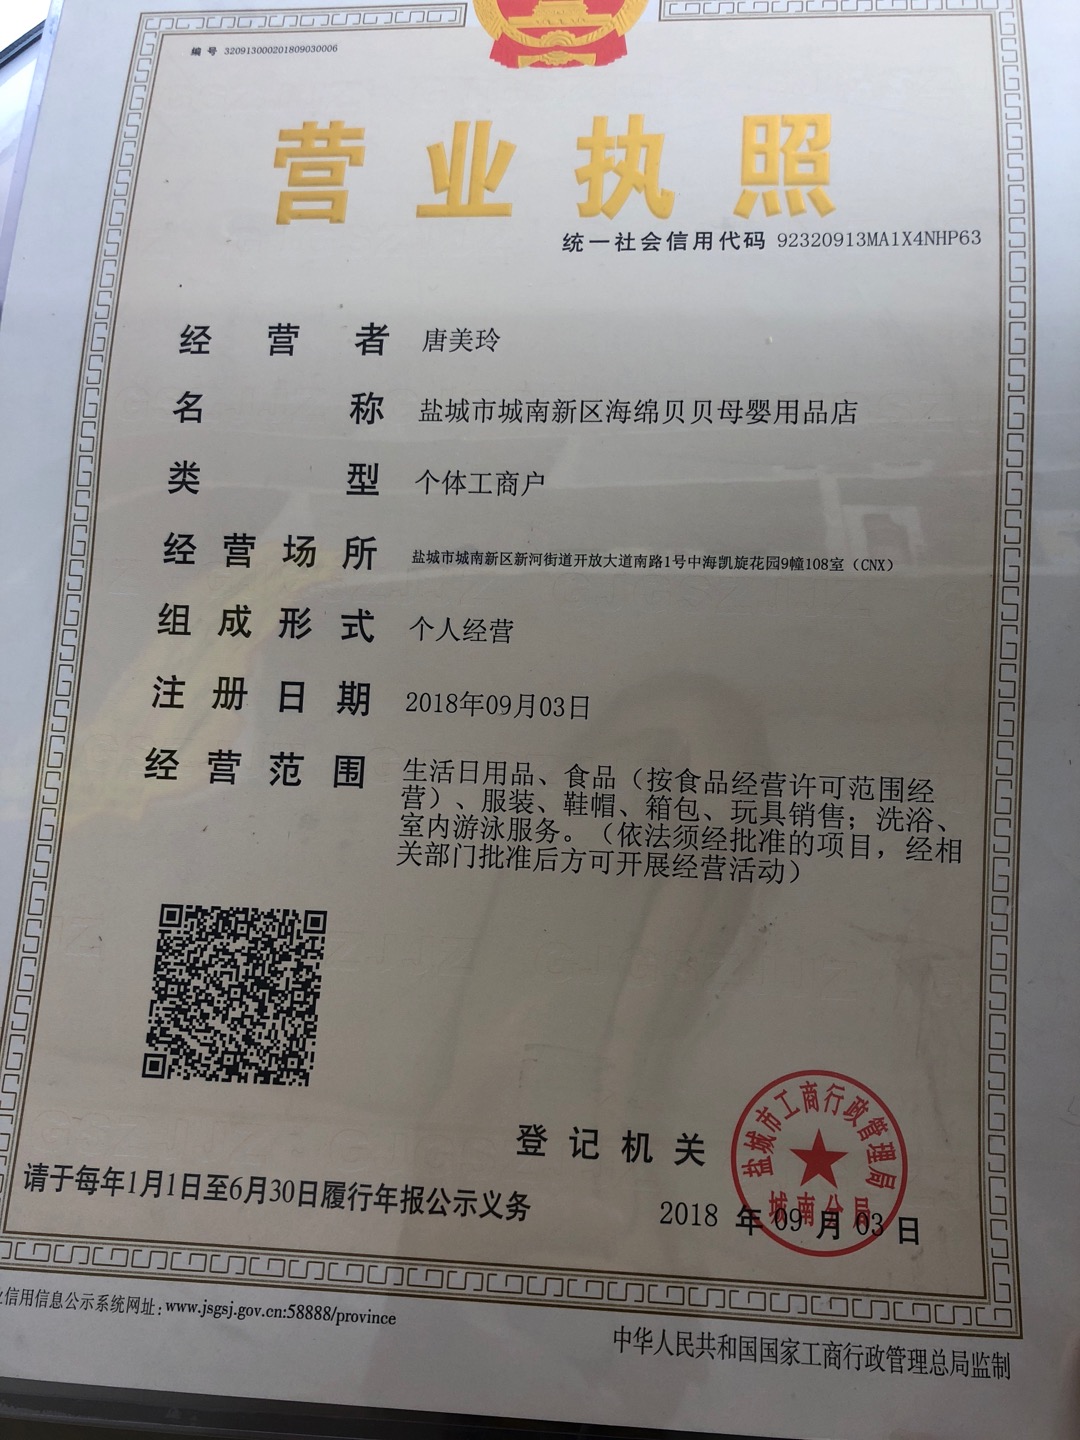 编 号 320913000201809030006
营业执照
统一社会信用代码 92320913MA1X4NHP63
经营者 唐美玲
名称 盐城市城南新区海绵贝贝母婴用品店
类型 个体工商户
经营场所 盐城市城南新区新河街道开放大道南路1号中海凯旋花园9幢108室（CNX）
组成形式 个人经营
注册日期 2018年09月03日
经营范围 生活日用品、食品（按食品经营许可范围经
营）、服装、鞋帽、箱包、玩具销售；洗浴、
室内游泳服务。（依法须经批准的项目，经相
关部门批准后方可开展经营活动）
盐城市工商行政管理局
城南分局
登记机关
2018 年 09 月 03 日
请于每年1月1日至6月30日履行年报公示义务
信用信息公示系统网址：www.jsgsj.gov.cn:58888/province
中华人民共和国国家工商行政管理总局监制